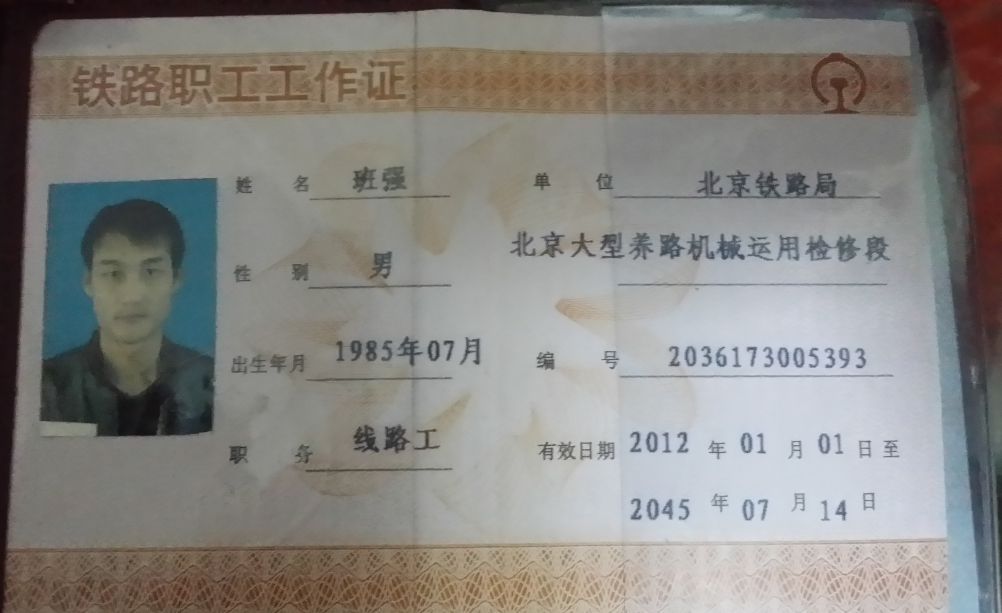 铁路职工工作证
姓 名 班强 单 位 北京铁路局
北京大型养路机械运用检修段
性 别 男
出生年月 1985年07月 编 号 2036173005393
职 务 线路工 有效日期 2012 年 01 月 01 日 至
2045 年 07 月 14 日